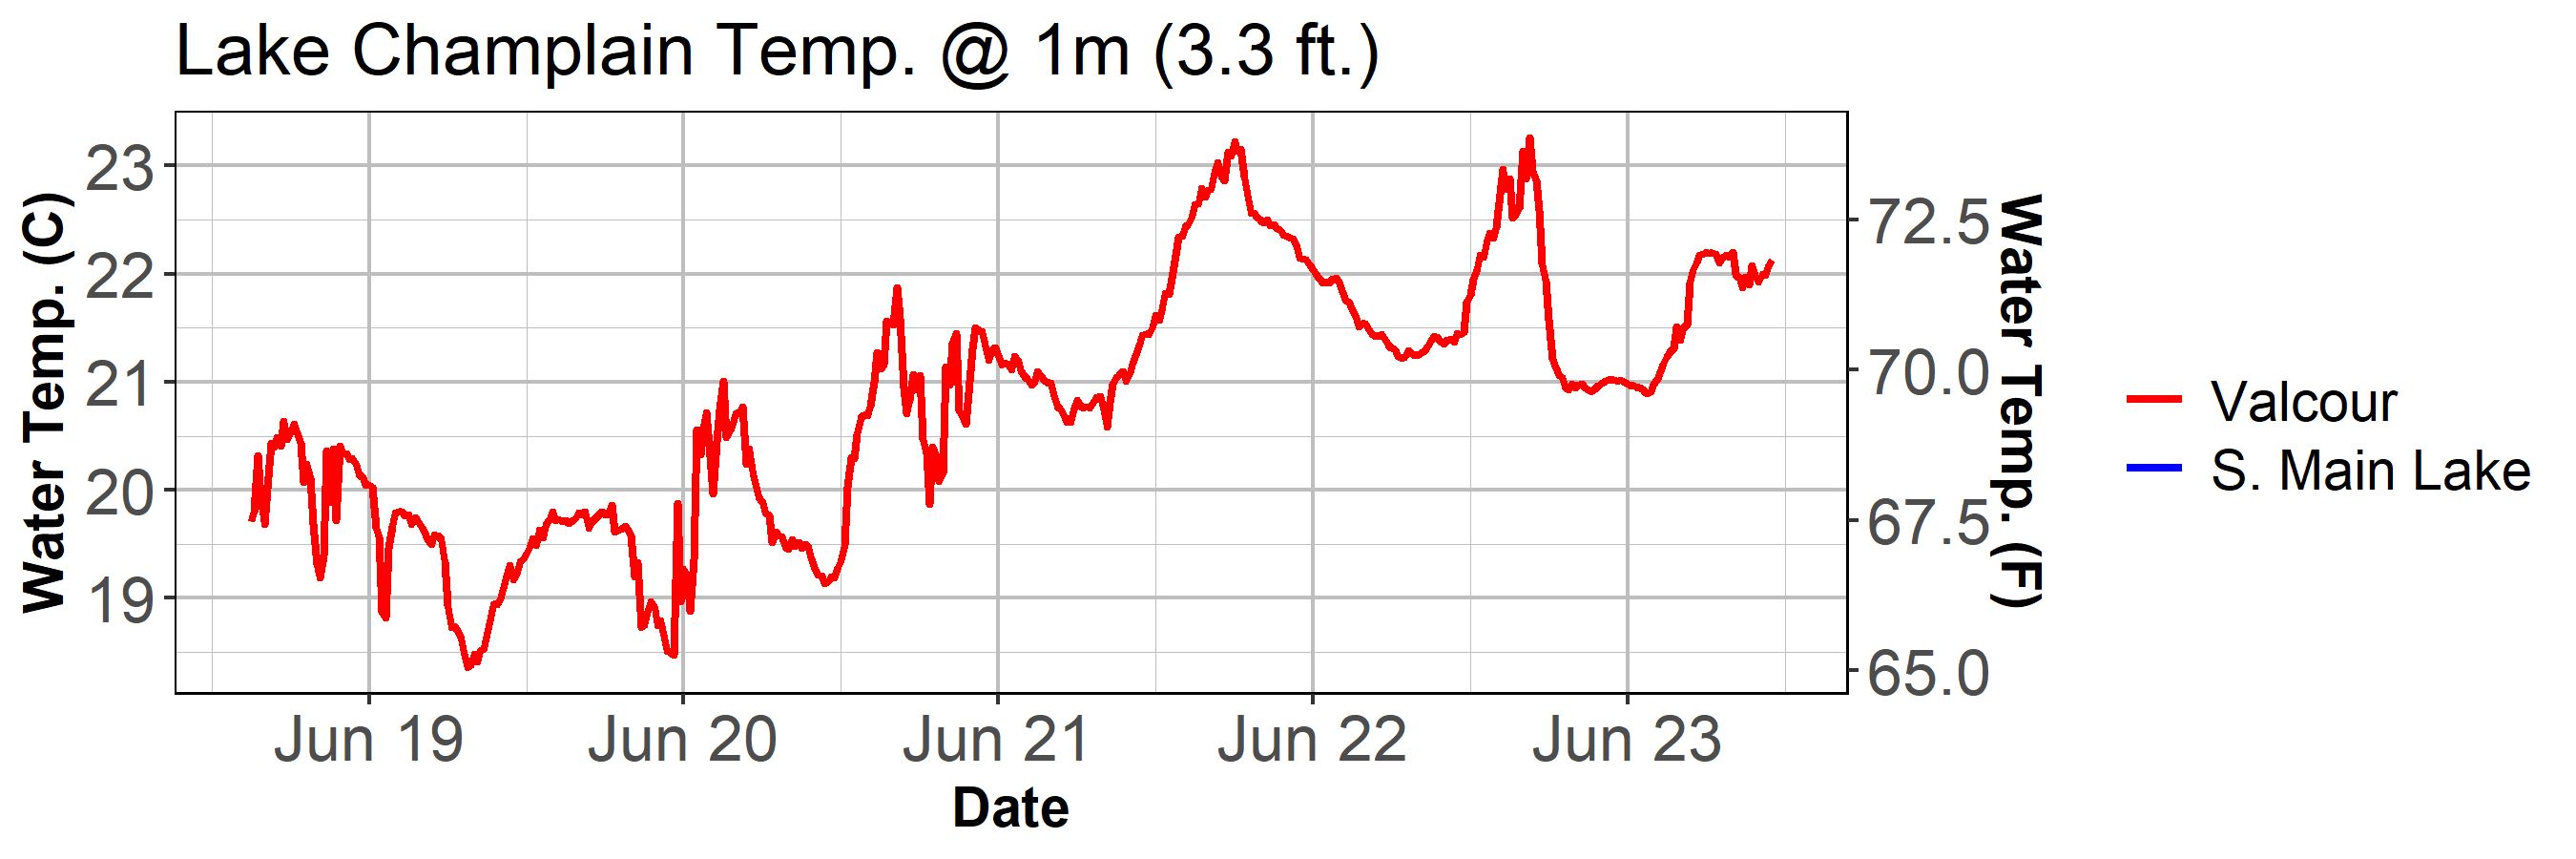 Lake Champlain Temp. @ 1m (3.3 ft.)
Water Temp. (C)
23
22
21
20
19
72.5
70.0
67.5
65.0
Water Temp. (F)
Jun 19
Jun 20
Jun 21
Jun 22
Jun 23
Date
Valcour
S. Main Lake